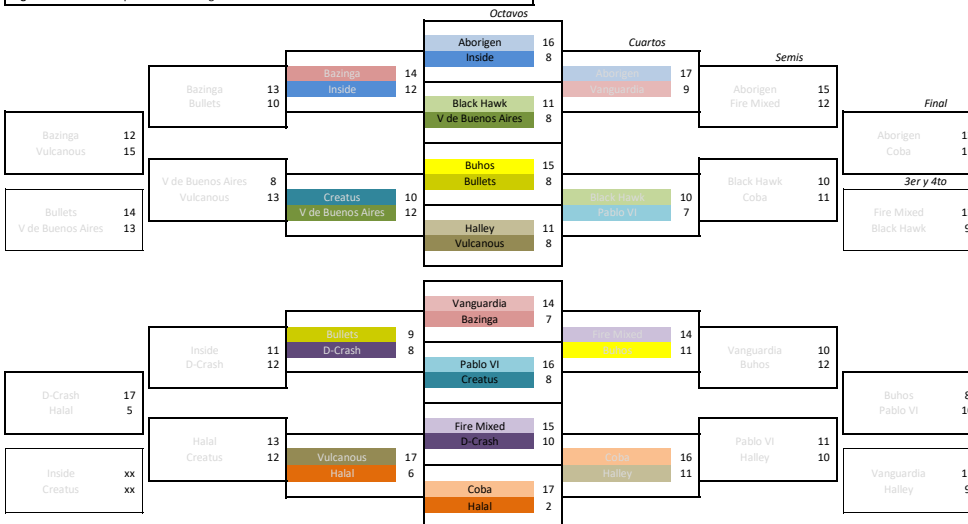 Octavos
Aborigen 16
Inside 8
Cuartos
Semis
Bazinga 14
Inside 12
Aborigen 17
Vanguardia 9
Bazinga 13
Bullets 10
Black Hawk 11
V de Buenos Aires 8
Aborigen 15
Fire Mixed 12
Final
Bazinga 12
Vulcanous 15
Aborigen
Coba
Buhos 15
Bullets 8
V de Buenos Aires 8
Vulcanous 13
Creatus 10
V de Buenos Aires 12
Black Hawk 10
Pablo VI 7
Black Hawk 10
Coba 11
3er y 4to
Bullets 14
V de Buenos Aires 13
Halley 11
Vulcanous 8
Fire Mixed
Black Hawk
Vanguardia 14
Bazinga 7
Bullets 9
D-Crash 8
Fire Mixed 14
11
Inside 11
D-Crash 12
Pablo VI 16
Creatus 8
Vanguardia 10
Buhos 12
D-Crash 17
Halal 5
Buhos 8
Pablo VI
Fire Mixed 15
D-Crash 10
Halal 13
Creatus 12
Vulcanous 17
Halal 6
Coba 16
Halley 11
Pablo VI 11
Halley 10
Inside xx
Creatus xx
Coba 17
Halal 2
Vanguardia
Halley 9